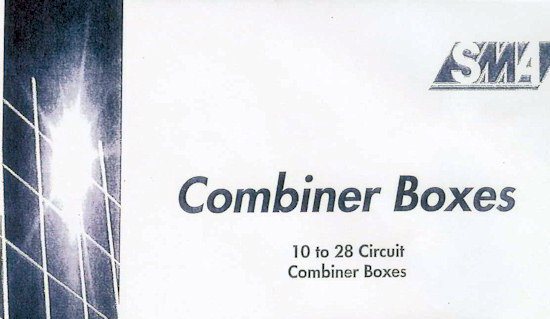 SMA
Combiner Boxes
10 to 28 Circuit
Combiner Boxes